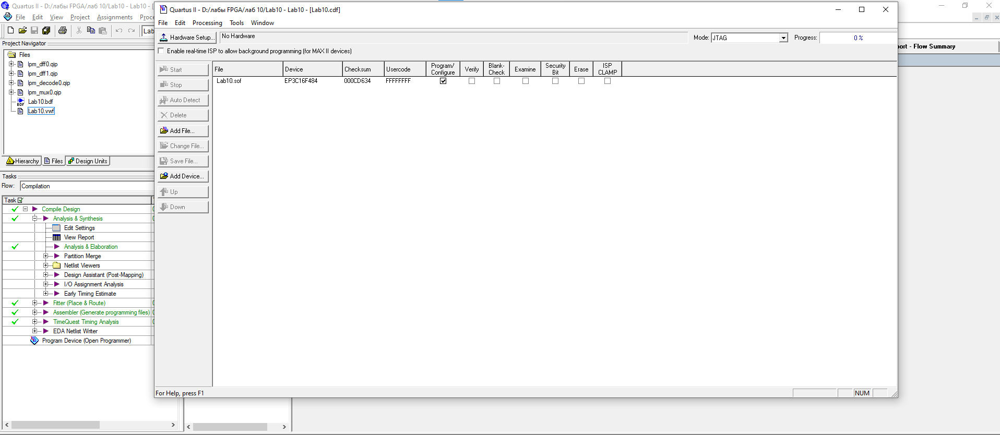 Quartus II - D:/лабы FPGA/лаб 10/Lab10 - Lab10 - [
File Edit View Project Assignments Proce
Lab
Project Navigator
Files
lpm_dff0.qip
lpm_dff1.qip
lpm_decode0.qip
lpm_mux0.qip
BDF Lab10.bdf
Lab10.vwf
Hierarchy Files Design Units
Tasks
Flow: Compilation
Task
Compile Design
Analysis & Synthesis
Edit Settings
View Report
Analysis & Elaboration
Partition Merge
Netlist Viewers
Design Assistant (Post-Mapping)
I/O Assignment Analysis
Early Timing Estimate
Fitter (Place & Route)
Assembler (Generate programming files)
TimeQuest Timing Analysis
EDA Netlist Writer
Program Device (Open Programmer)
Quartus II - D:/лабы FPGA/лаб 10/Lab10 - Lab10 - [Lab10.cdf]
File Edit Processing Tools Window
Hardware Setup... No Hardware Mode: JTAG Progress: 0 %
Enable real-time ISP to allow background programming (for MAX II devices)
Start
Stop
Auto Detect
Delete
Add File...
Change File...
Save File...
Add Device...
Up
Down
File Device Checksum Usercode Program/ Configure Verify Blank- Check Examine Security Bit Erase ISP CLAMP
Lab10.sof EP3C16F484 000CD634 FFFFFFFF
For Help, press F1 NUM
ort - Flow Summary